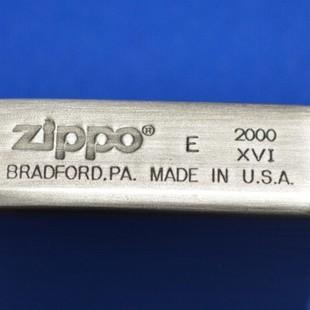 zippo® E 2000
XVI
BRADFORD,PA. MADE IN U.S.A.